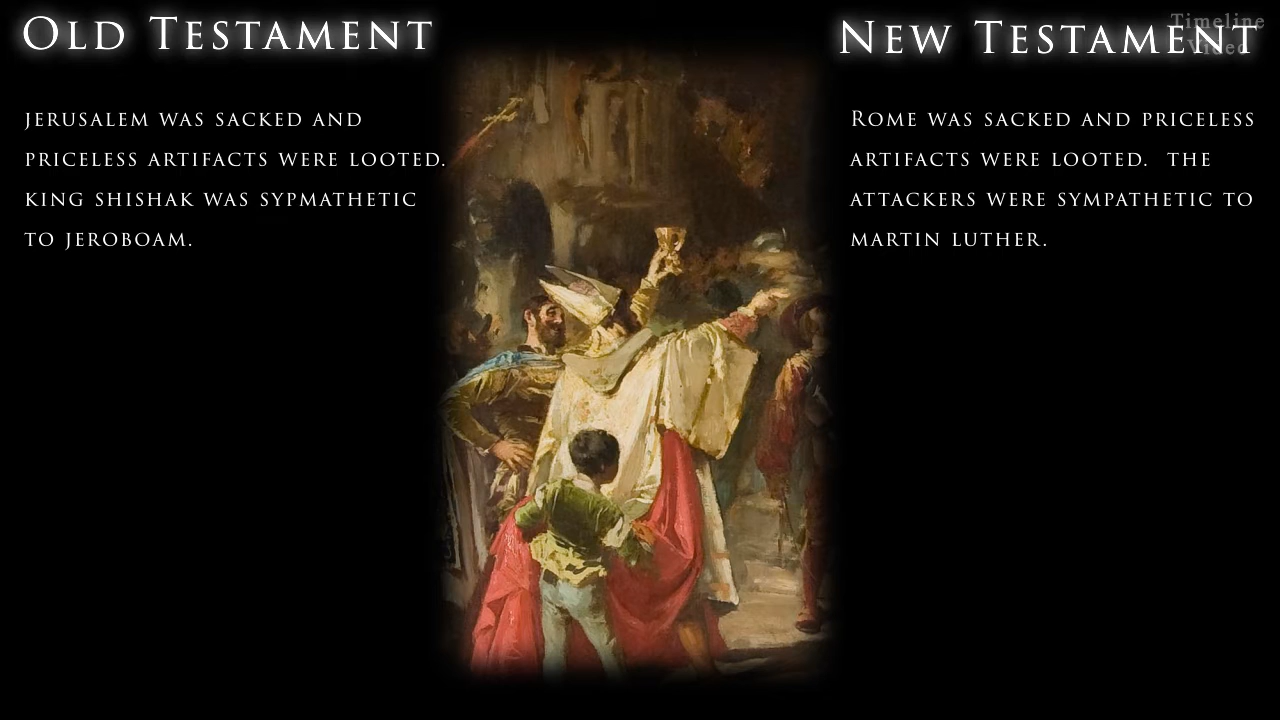 Old Testament
Jerusalem was sacked and
priceless artifacts were looted.
King Shishak was sypmathetic
to Jeroboam.
New Testament
Timeline
Video
Rome was sacked and priceless
artifacts were looted. The
attackers were sympathetic to
Martin Luther.